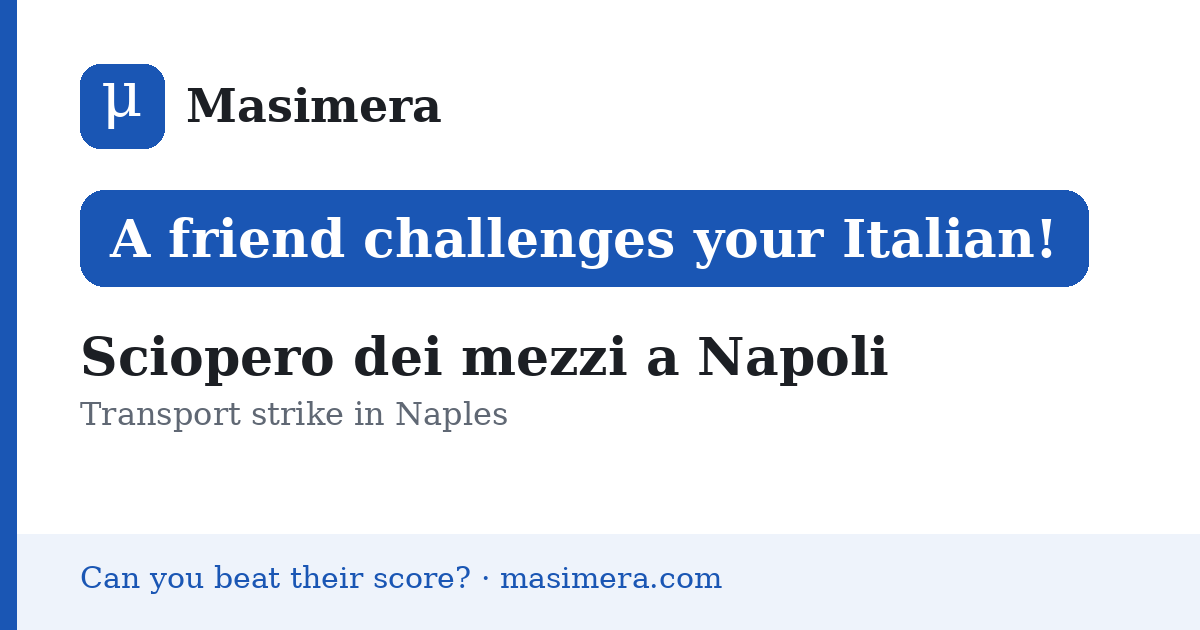 μ Masimera
A friend challenges your Italian!
Sciopero dei mezzi a Napoli
Transport strike in Naples
Can you beat their score? · masimera.com